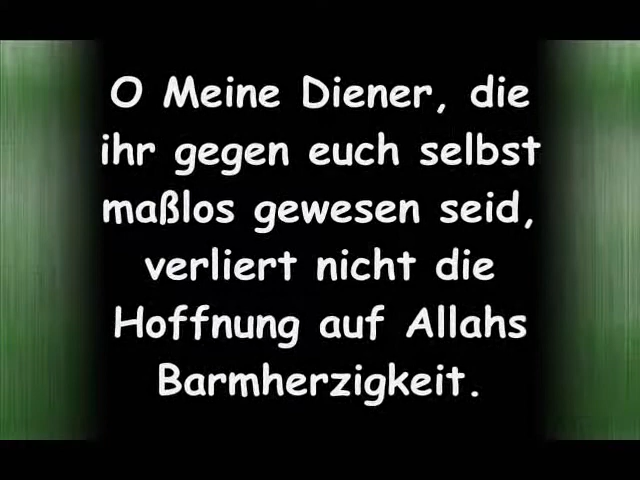 O Meine Diener, die
ihr gegen euch selbst
maßlos gewesen seid,
verliert nicht die
Hoffnung auf Allahs
Barmherzigkeit.